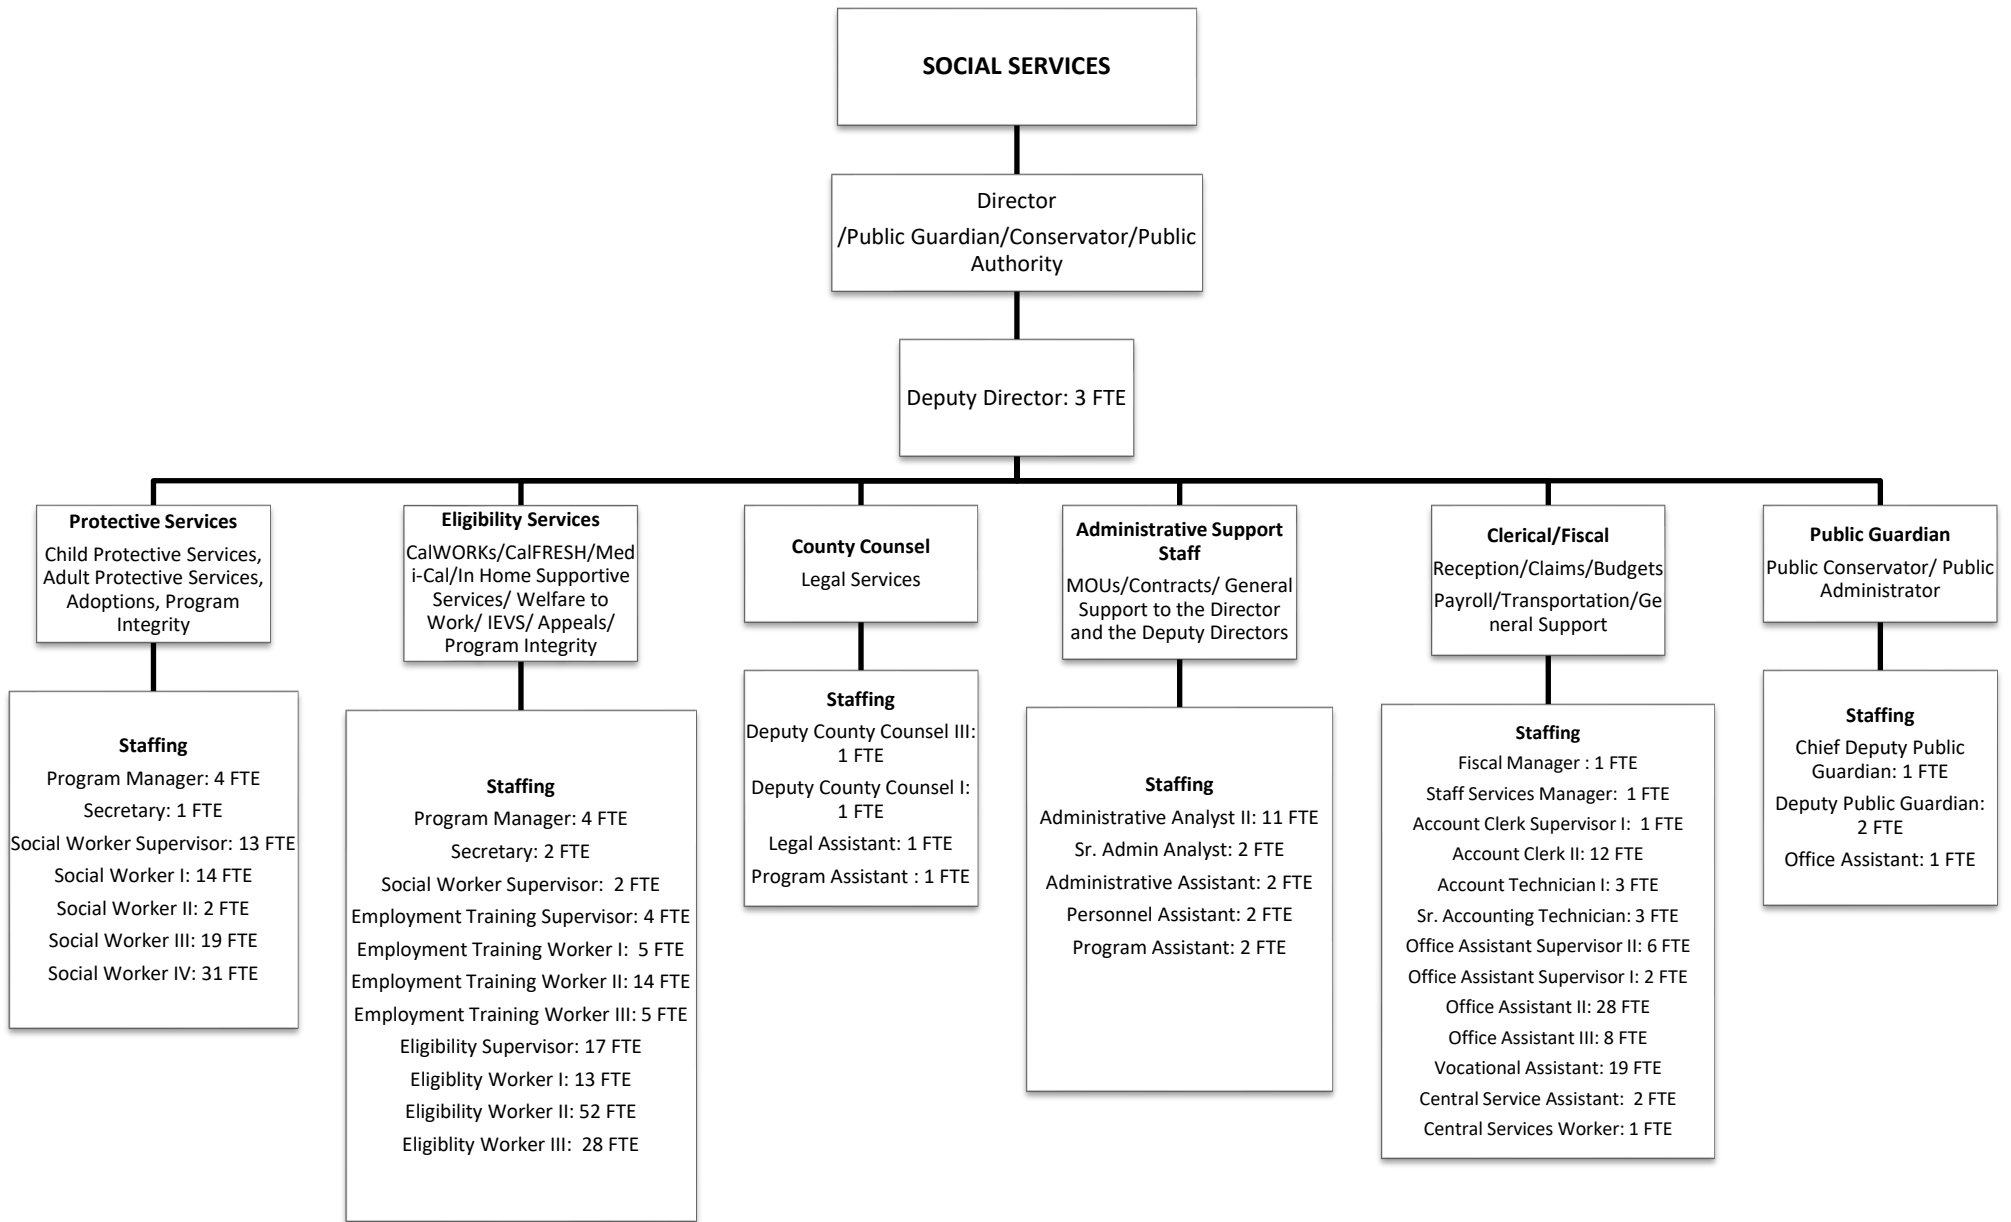 SOCIAL SERVICES
Director
/Public Guardian/Conservator/Public
Authority
Deputy Director: 3 FTE
Protective Services
Child Protective Services,
Adult Protective Services,
Adoptions, Program
Integrity
Staffing
Program Manager: 4 FTE
Secretary: 1 FTE
Social Worker Supervisor: 13 FTE
Social Worker I: 14 FTE
Social Worker II: 2 FTE
Social Worker III: 19 FTE
Social Worker IV: 31 FTE
Eligibility Services
CalWORKs/CalFRESH/Med
i-Cal/In Home Supportive
Services/ Welfare to
Work/ IEVS/ Appeals/
Program Integrity
Staffing
Program Manager: 4 FTE
Secretary: 2 FTE
Social Worker Supervisor:  2 FTE
Employment Training Supervisor: 4 FTE
Employment Training Worker I:  5 FTE
Employment Training Worker II: 14 FTE
Employment Training Worker III: 5 FTE
Eligibility Supervisor: 17 FTE
Eligiblity Worker I: 13 FTE
Eligibility Worker II: 52 FTE
Eligiblity Worker III:  28 FTE
County Counsel
Legal Services
Staffing
Deputy County Counsel III:
1 FTE
Deputy County Counsel I:
1 FTE
Legal Assistant: 1 FTE
Program Assistant : 1 FTE
Administrative Support
Staff
MOUs/Contracts/ General
Support to the Director
and the Deputy Directors
Staffing
Administrative Analyst II: 11 FTE
Sr. Admin Analyst: 2 FTE
Administrative Assistant: 2 FTE
Personnel Assistant: 2 FTE
Program Assistant: 2 FTE
Clerical/Fiscal
Reception/Claims/Budgets
Payroll/Transportation/Ge
neral Support
Staffing
Fiscal Manager : 1 FTE
Staff Services Manager:  1 FTE
Account Clerk Supervisor I:  1 FTE
Account Clerk II: 12 FTE
Account Technician I: 3 FTE
Sr. Accounting Technician: 3 FTE
Office Assistant Supervisor II: 6 FTE
Office Assistant Supervisor I: 2 FTE
Office Assistant II: 28 FTE
Office Assistant III: 8 FTE
Vocational Assistant: 19 FTE
Central Service Assistant:  2 FTE
Central Services Worker: 1 FTE
Public Guardian
Public Conservator/ Public
Administrator
Staffing
Chief Deputy Public
Guardian: 1 FTE
Deputy Public Guardian:
2 FTE
Office Assistant: 1 FTE